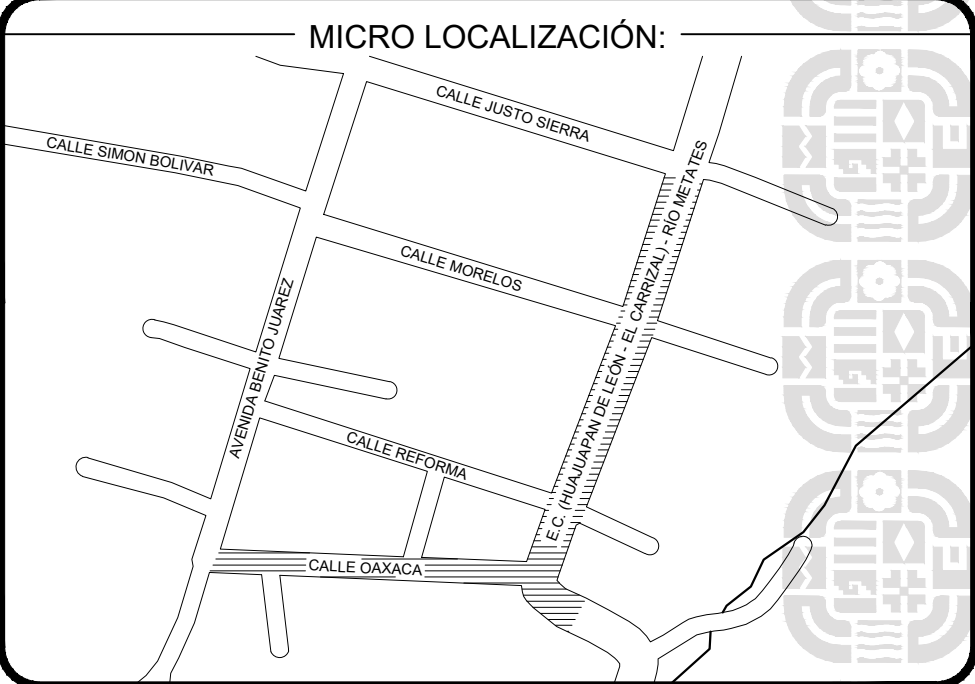 MICRO LOCALIZACIÓN:
CALLE JUSTO SIERRA
CALLE SIMON BOLIVAR
E.C. (HUAJUAPAN DE LEÓN - EL CARRIZAL) - RÍO METATES
CALLE MORELOS
AVENIDA BENITO JUAREZ
CALLE REFORMA
CALLE OAXACA